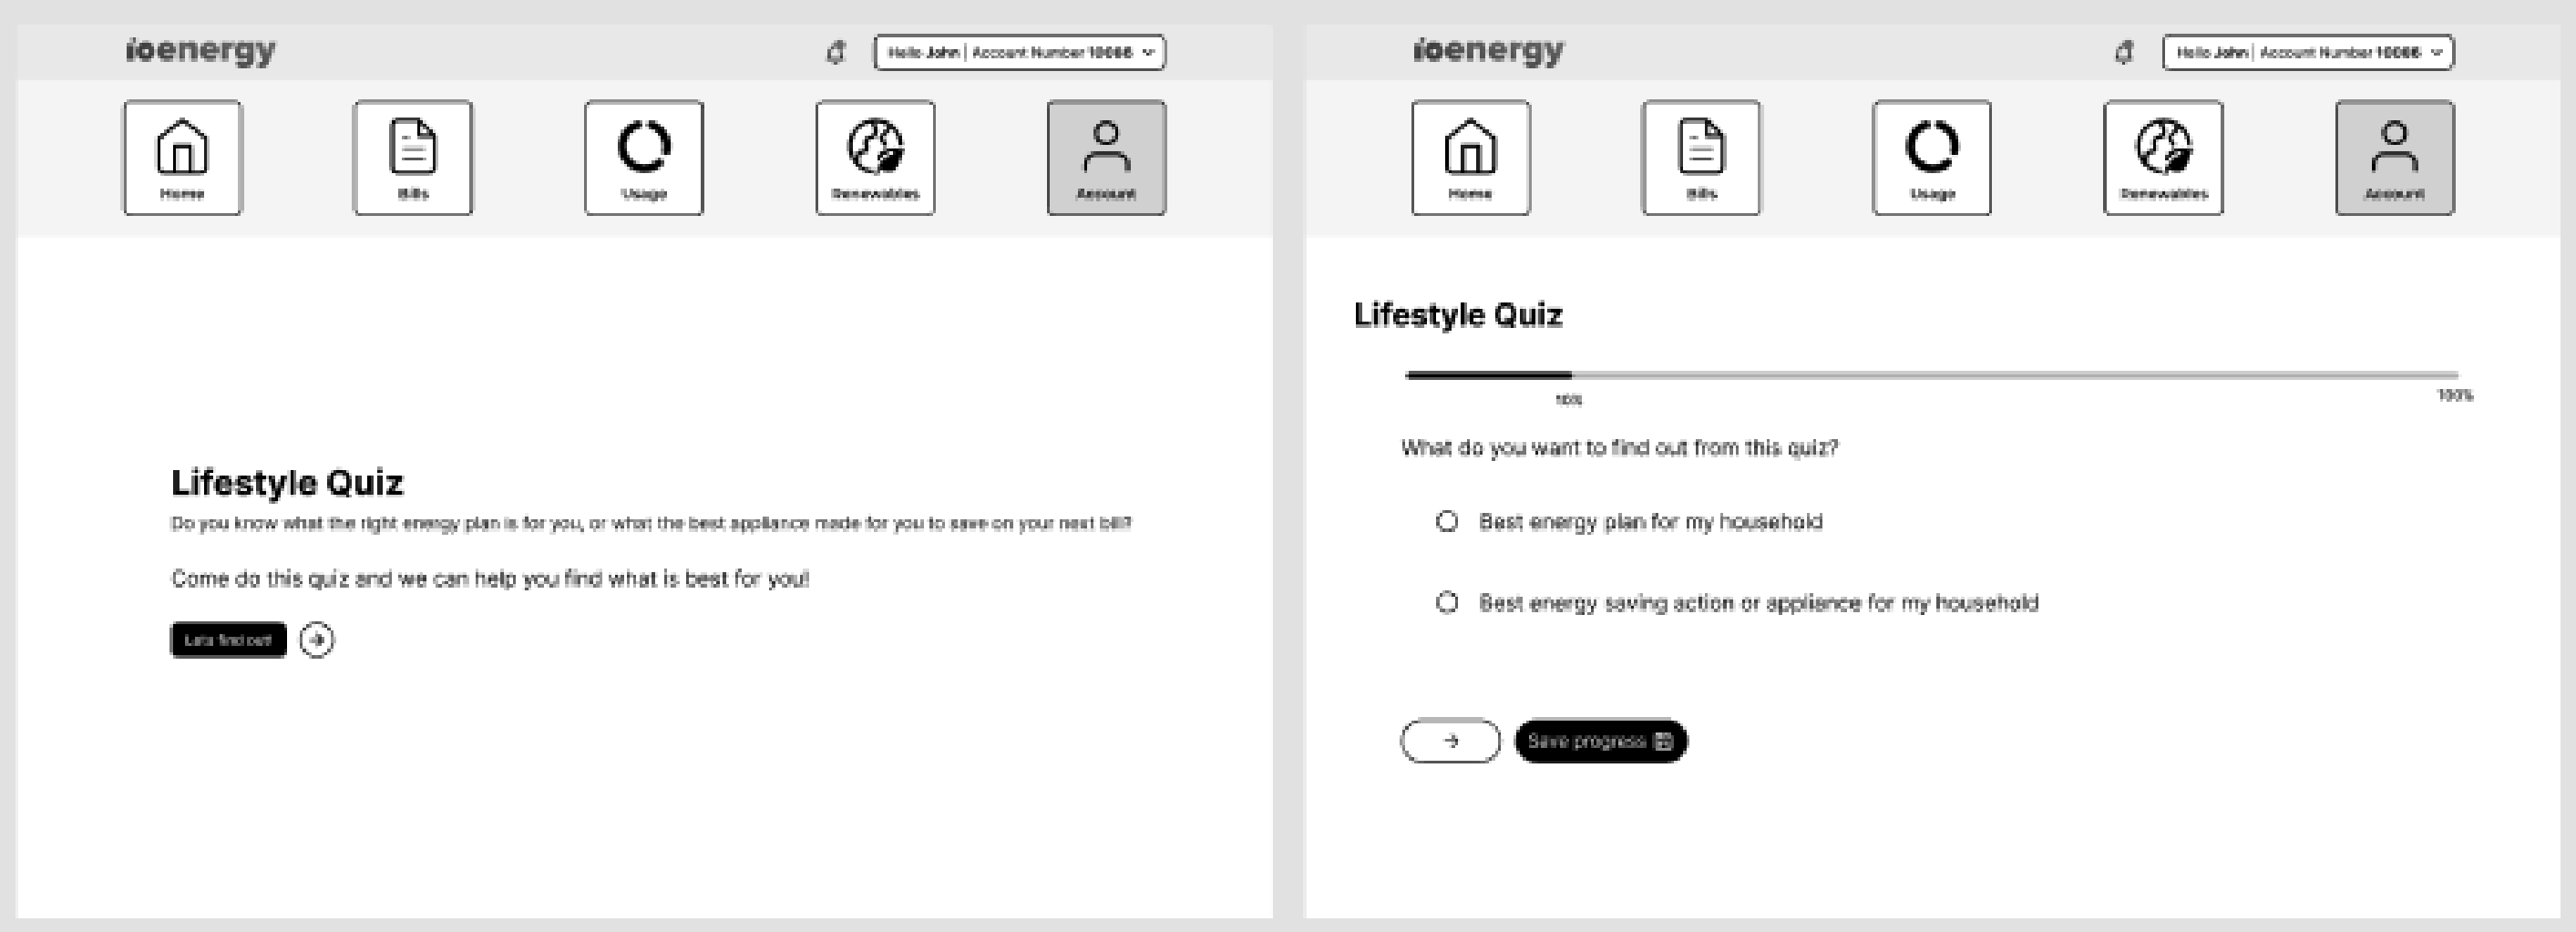 ioenergy
Hello John | Account Number 10086
Home
Bills
Usage
Renewables
Account
Lifestyle Quiz
Do you know what the right energy plan is for you, or what the best appliance made for you to save on your next bill?
Come do this quiz and we can help you find what is best for you!
Lets find out!
ioenergy
Hello John | Account Number 10086
Home
Bills
Usage
Renewables
Account
Lifestyle Quiz
100%
What do you want to find out from this quiz?
Best energy plan for my household
Best energy saving action or appliance for my household
Save progress